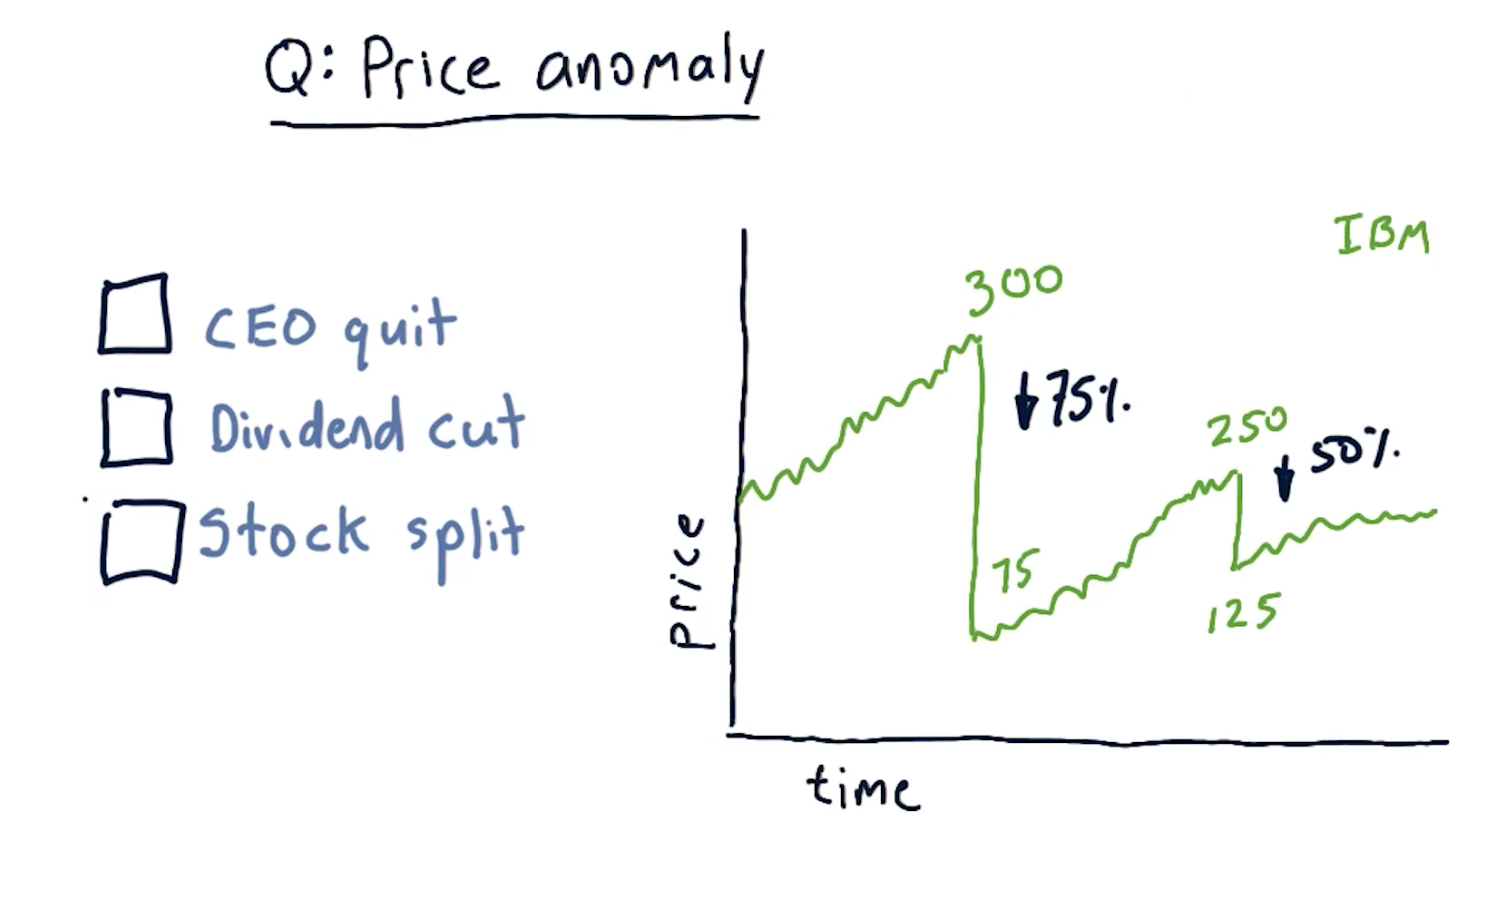 Q: Price anomaly
CEO quit
Dividend cut
Stock split
IBM
300
↓75%.
250
↓50%.
75
125
price
time